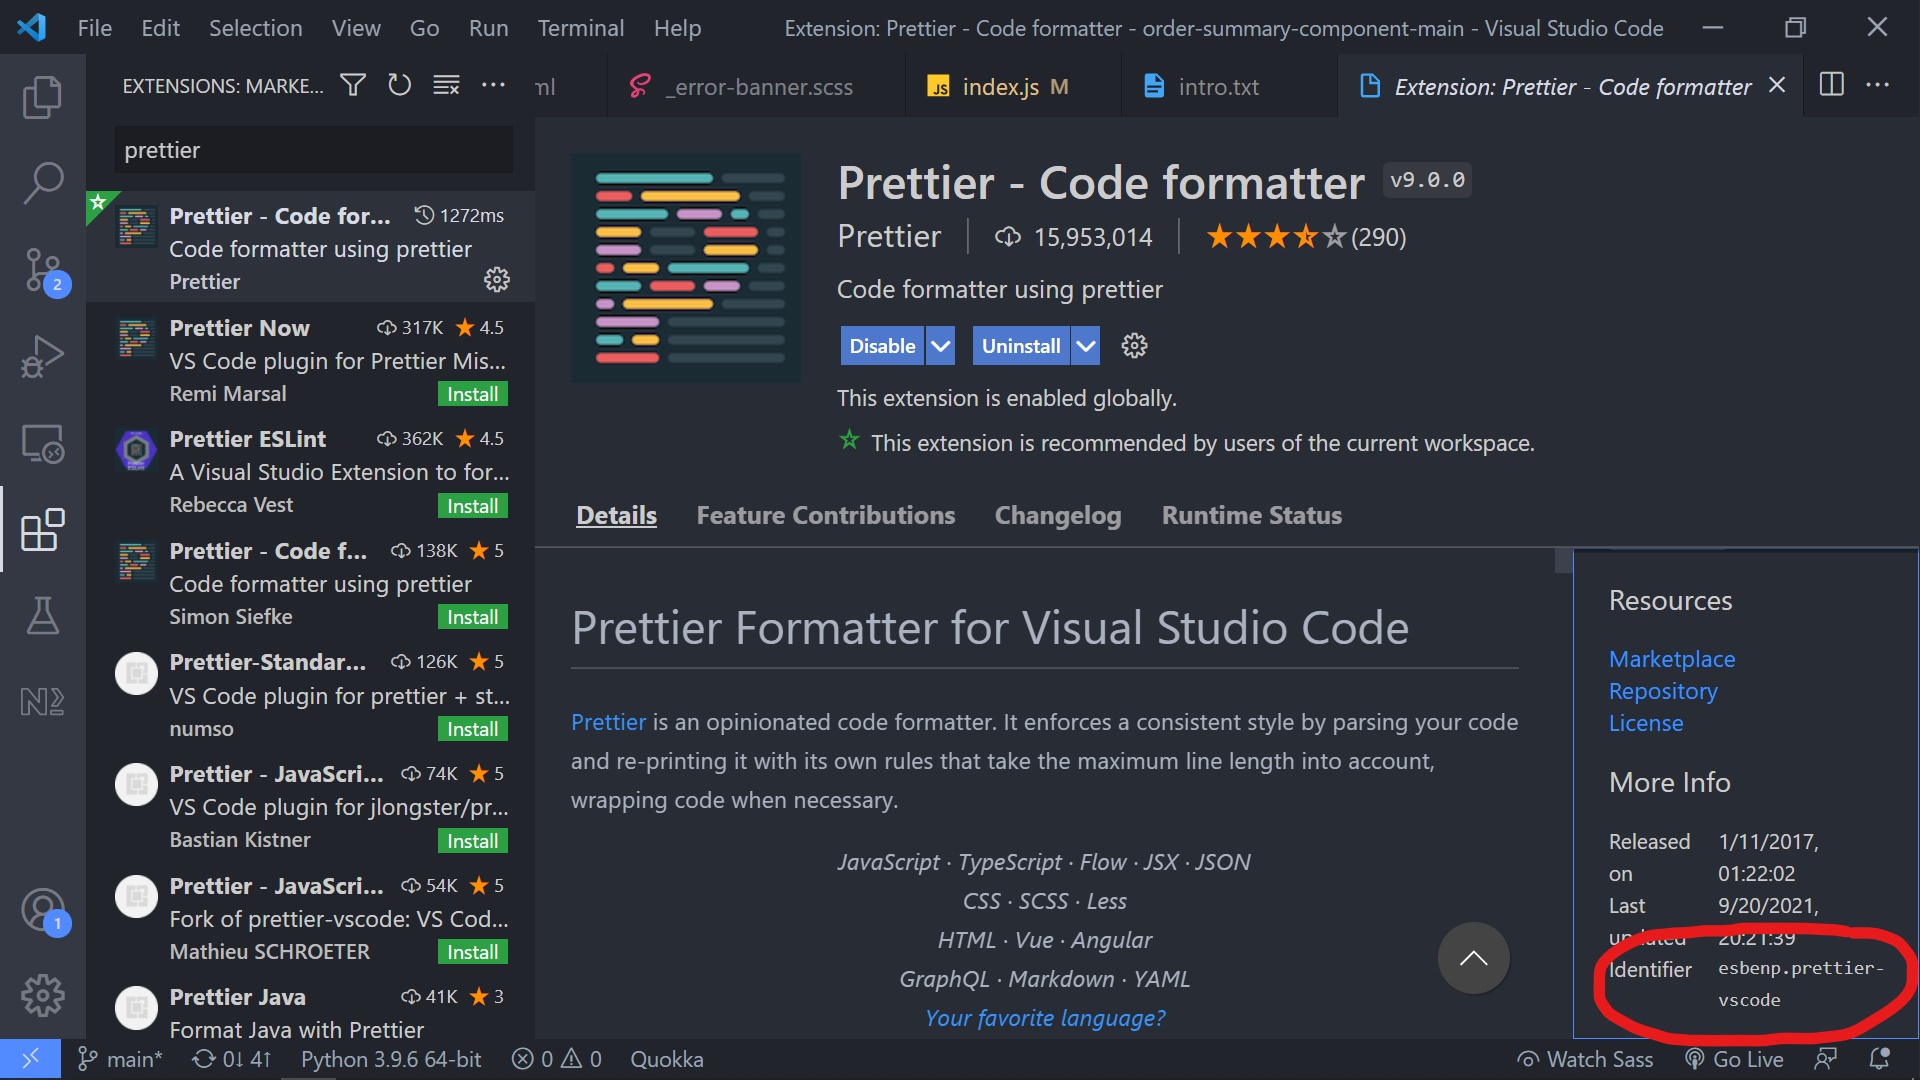 File Edit Selection View Go Run Terminal Help
Extension: Prettier - Code formatter - order-summary-component-main - Visual Studio Code
EXTENSIONS: MARKE...
ml
_error-banner.scss
JS index.js M
intro.txt
Extension: Prettier - Code formatter
prettier
Prettier - Code for... 1272ms
Code formatter using prettier
Prettier
Prettier Now 317K 4.5
VS Code plugin for Prettier Mis...
Remi Marsal Install
Prettier ESLint 362K 4.5
A Visual Studio Extension to for...
Rebecca Vest Install
Prettier - Code f... 138K 5
Code formatter using prettier
Simon Siefke Install
Prettier-Standar... 126K 5
VS Code plugin for prettier + st...
numso Install
Prettier - JavaScri... 74K 5
VS Code plugin for jlongster/pr...
Bastian Kistner Install
Prettier - JavaScri... 54K 5
Fork of prettier-vscode: VS Cod...
Mathieu SCHROETER Install
Prettier Java 41K 3
Format Java with Prettier
2
1
Prettier - Code formatter v9.0.0
Prettier 15,953,014 (290)
Code formatter using prettier
Disable Uninstall
This extension is enabled globally.
This extension is recommended by users of the current workspace.
Details Feature Contributions Changelog Runtime Status
Prettier Formatter for Visual Studio Code
Prettier is an opinionated code formatter. It enforces a consistent style by parsing your code
and re-printing it with its own rules that take the maximum line length into account,
wrapping code when necessary.
JavaScript · TypeScript · Flow · JSX · JSON
CSS · SCSS · Less
HTML · Vue · Angular
GraphQL · Markdown · YAML
Your favorite language?
Resources
Marketplace
Repository
License
More Info
Released 1/11/2017,
on 01:22:02
Last 9/20/2021,
updated 20:21:39
Identifier esbenp.prettier-
vscode
main* 0↓ 4↑ Python 3.9.6 64-bit 0 0 Quokka
Watch Sass Go Live